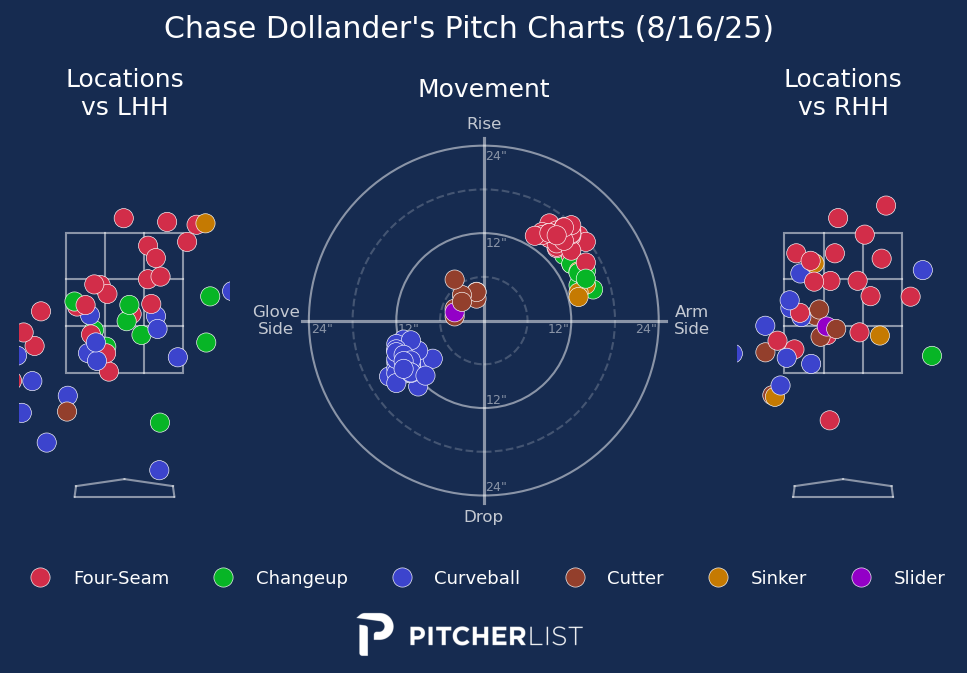 Chase Dollander's Pitch Charts (8/16/25)
Locations
vs LHH
Movement
Locations
vs RHH
Rise
24"
12"
Glove
Side
24"
12"
12"
24"
Arm
Side
12"
24"
Drop
Four-Seam
Changeup
Curveball
Cutter
Sinker
Slider
PITCHERLIST